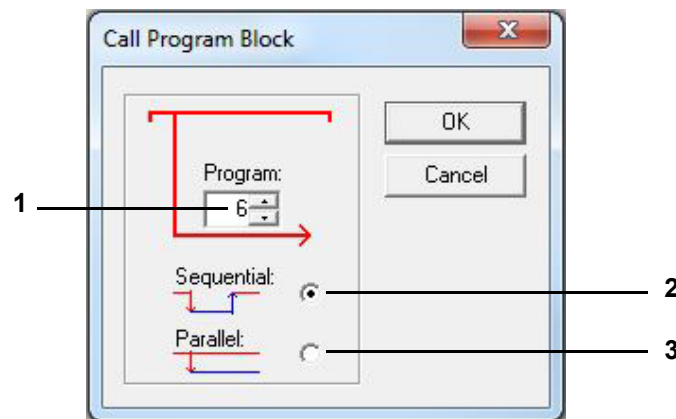 Call Program Block
OK
Cancel
Program:
6
1
Sequential:
2
Parallel:
3